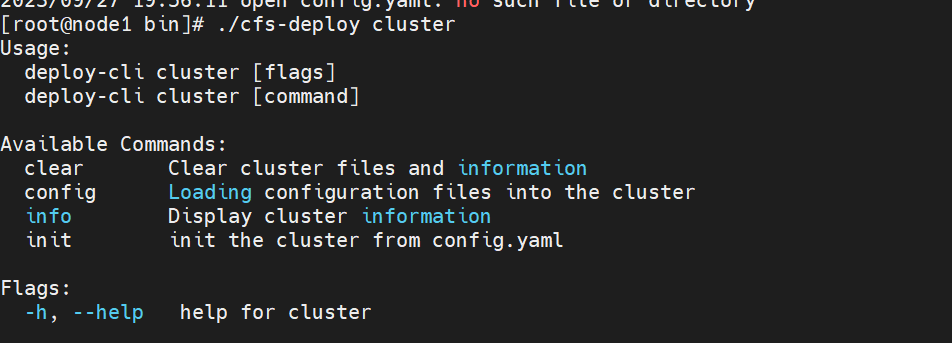 2023/09/27 19:56:11 open config.yaml: no such file or directory
[root@node1 bin]# ./cfs-deploy cluster
Usage:
  deploy-cli cluster [flags]
  deploy-cli cluster [command]

Available Commands:
  clear       Clear cluster files and information
  config      Loading configuration files into the cluster
  info        Display cluster information
  init        init the cluster from config.yaml

Flags:
  -h, --help   help for cluster